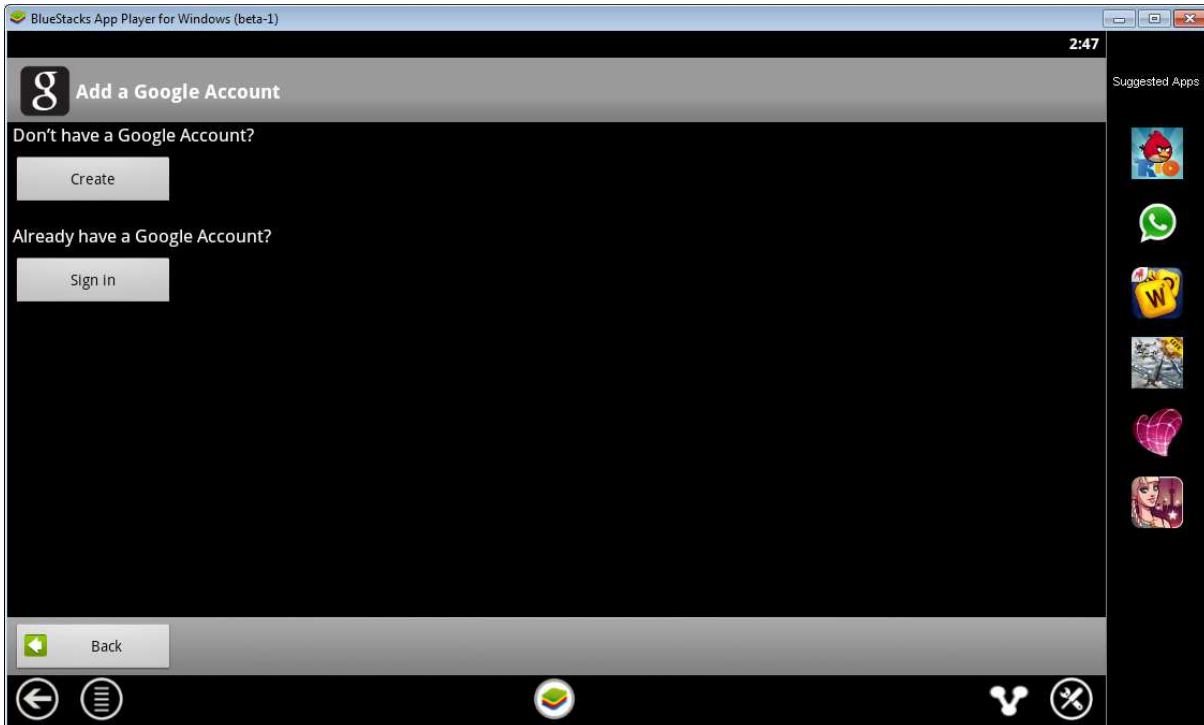 BlueStacks App Player for Windows (beta-1)
2:47
Suggested Apps
g Add a Google Account
Don't have a Google Account?
Create
RIO
Already have a Google Account?
Sign in
W
Back